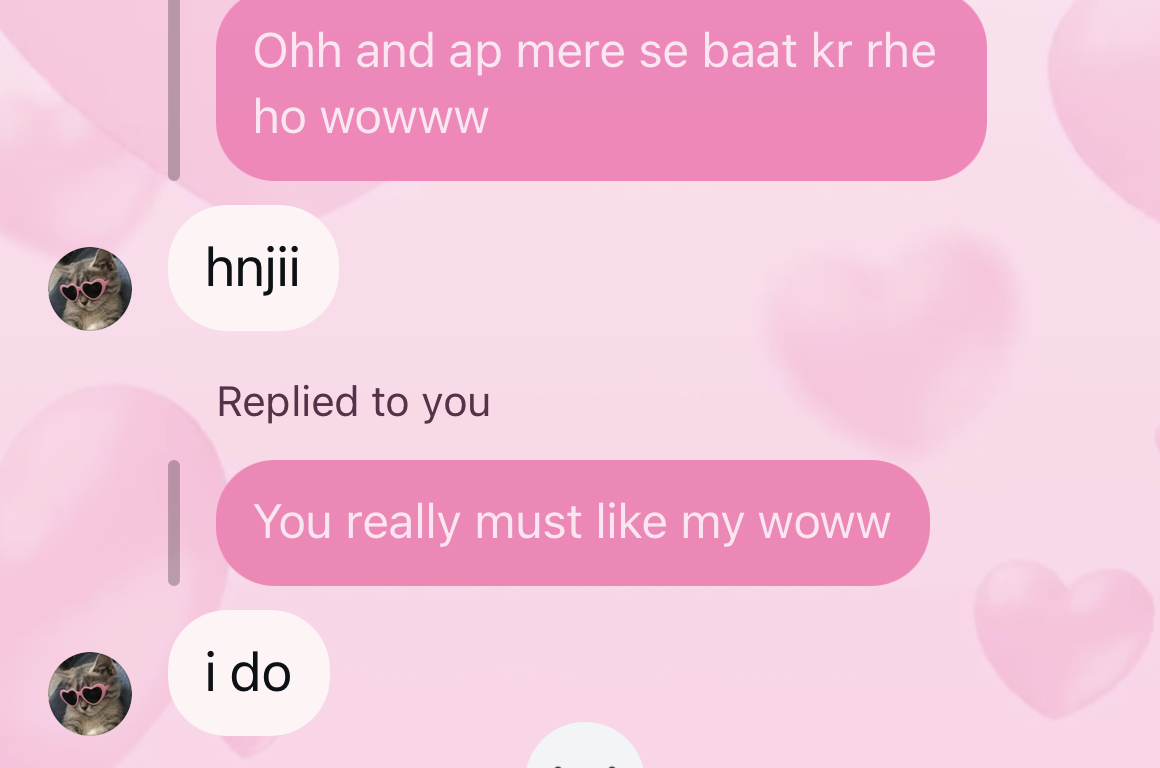 Ohh and ap mere se baat kr rhe
ho wowww
hnjii
Replied to you
You really must like my woww
i do